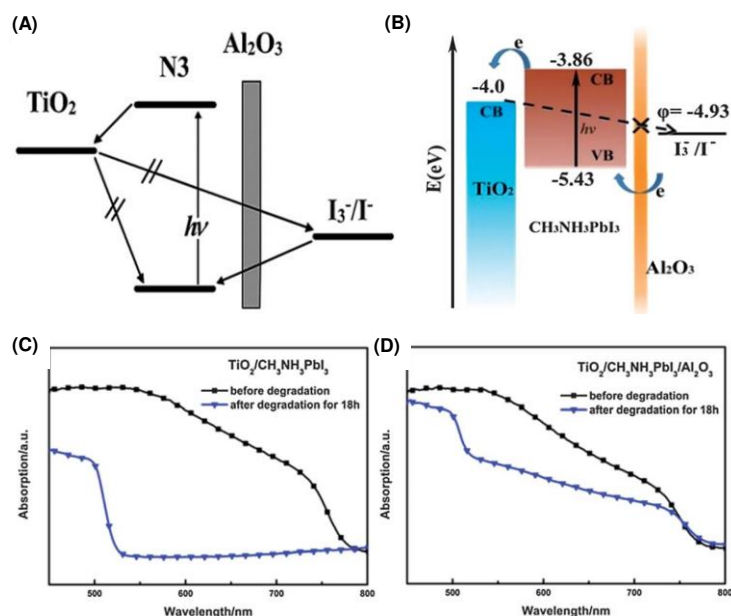 (A)
Al₂O₃
N3
TiO₂
hν
I₃⁻/I⁻
(B)
E(eV)
e
-3.86
-4.0
CB
CB
φ= -4.93
hν
I₃⁻/I⁻
VB
-5.43
TiO₂
e
CH₃NH₃PbI₃
Al₂O₃
(C)
TiO₂/CH₃NH₃PbI₃
before degradation
after degradation for 18h
Absorption/a.u.
500
600
700
800
Wavelength/nm
(D)
TiO₂/CH₃NH₃PbI₃/Al₂O₃
before degradation
after degradation for 18h
Absorption/a.u.
500
600
700
800
Wavelength/nm